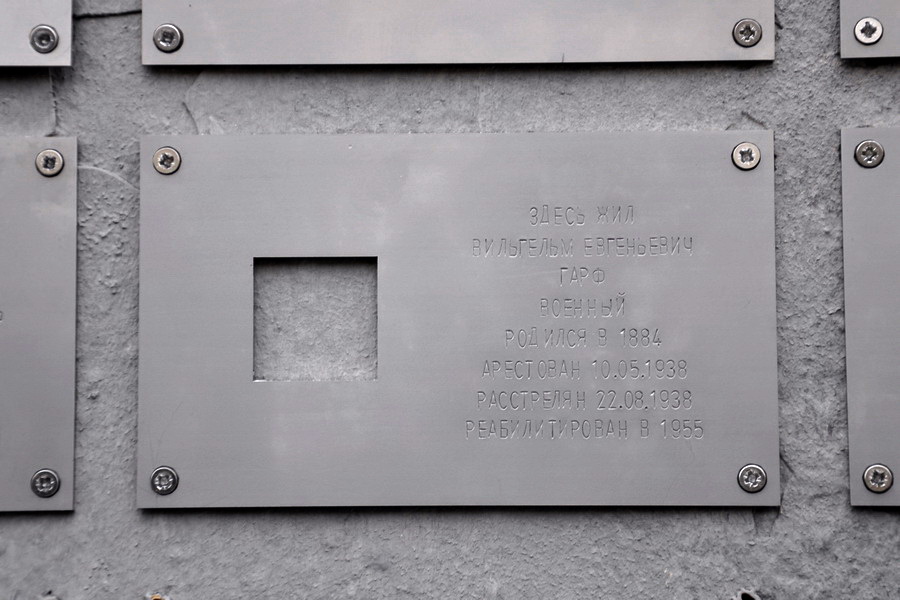 ЗДЕСЬ ЖИЛ
ВИЛЬГЕЛЬМ ЕВГЕНЬЕВИЧ
ГАРФ
ВОЕННЫЙ
РОДИЛСЯ В 1884
АРЕСТОВАН 10.05.1938
РАССТРЕЛЯН 22.08.1938
РЕАБИЛИТИРОВАН В 1955